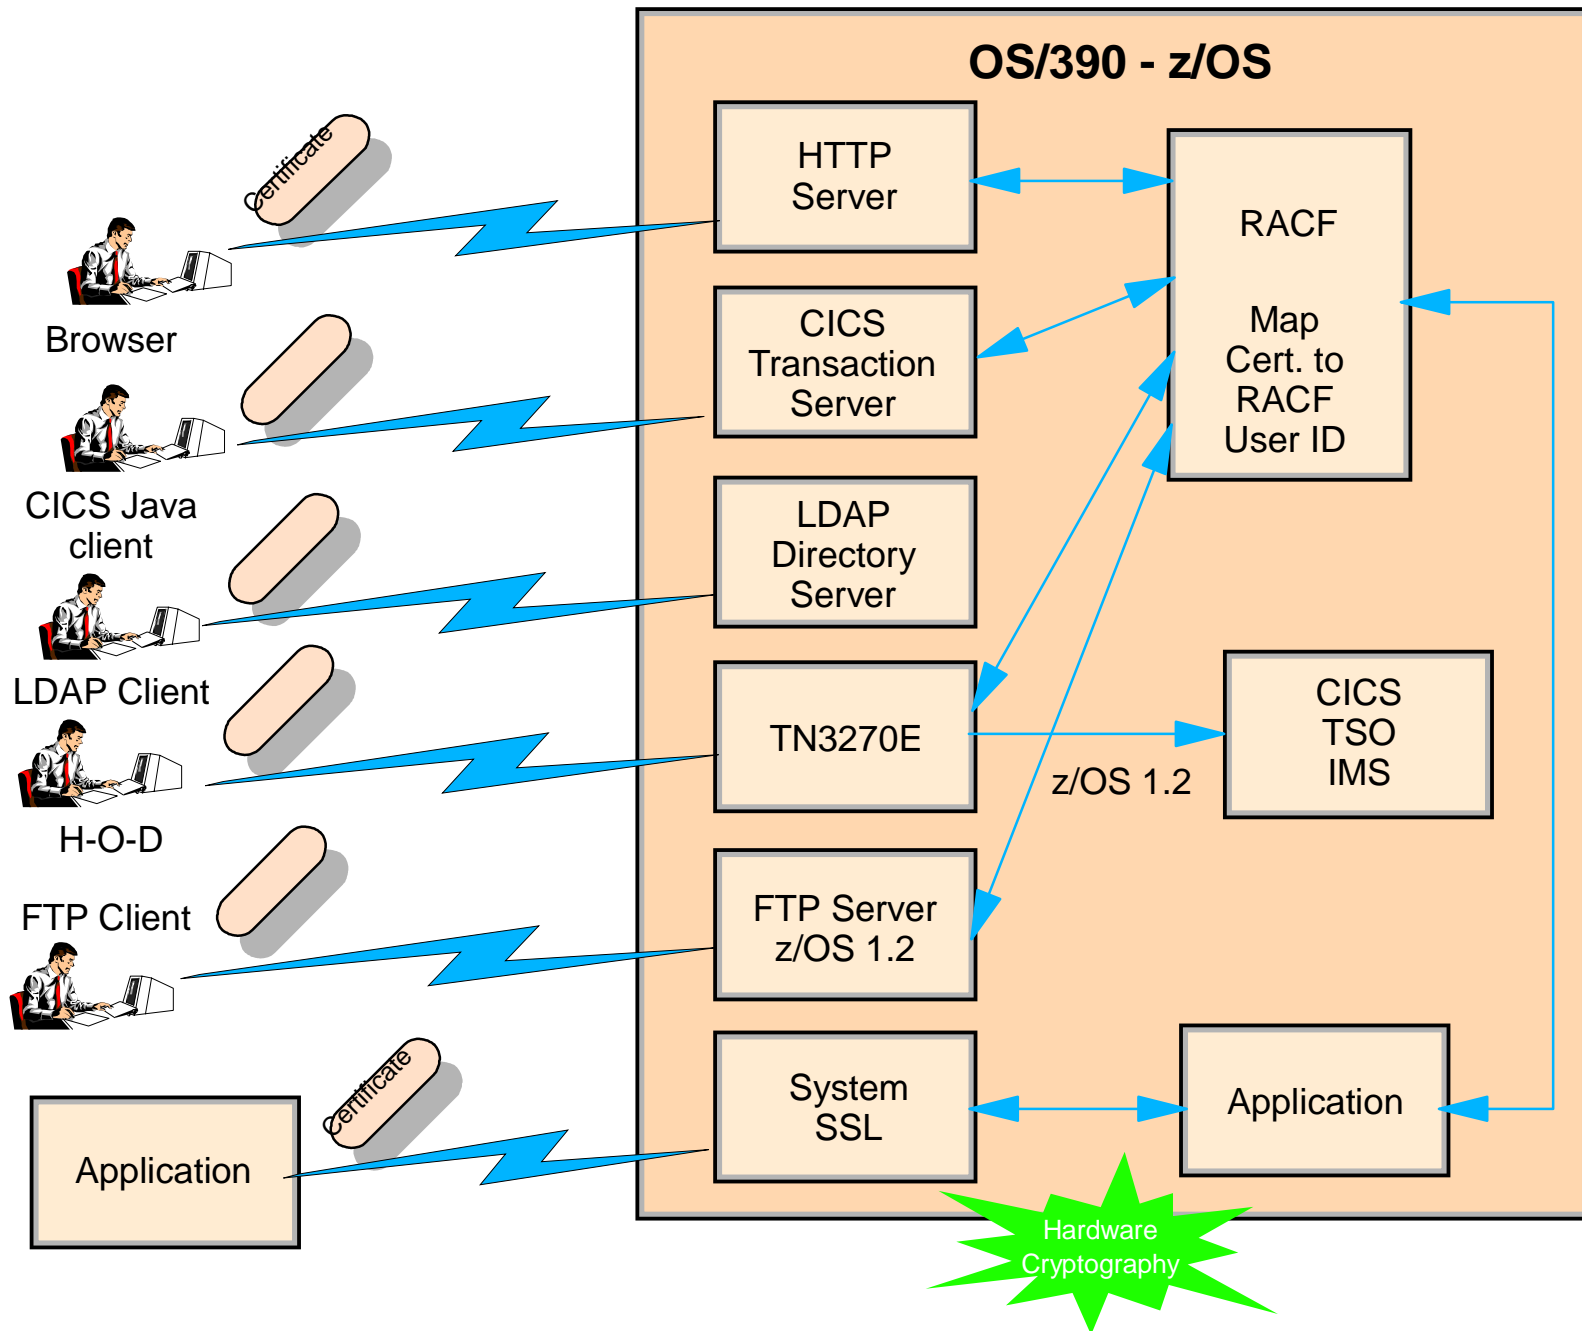 OS/390 - z/OS
Certificate
HTTP
Server
RACF
Map
Cert. to
RACF
User ID
Browser
CICS
Transaction
Server
CICS Java
client
LDAP
Directory
Server
LDAP Client
TN3270E
z/OS 1.2
CICS
TSO
IMS
H-O-D
FTP Client
FTP Server
z/OS 1.2
Certificate
Application
System
SSL
Application
Hardware
Cryptography